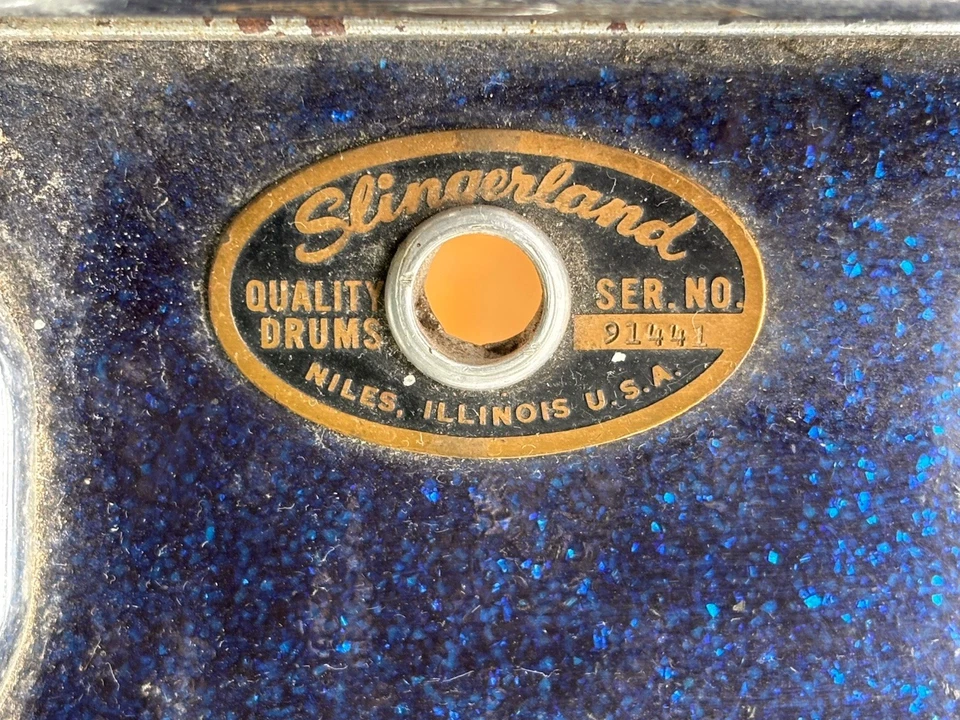 Slingerland
QUALITY
DRUMS
SER. NO.
91441
NILES, ILLINOIS U.S.A.